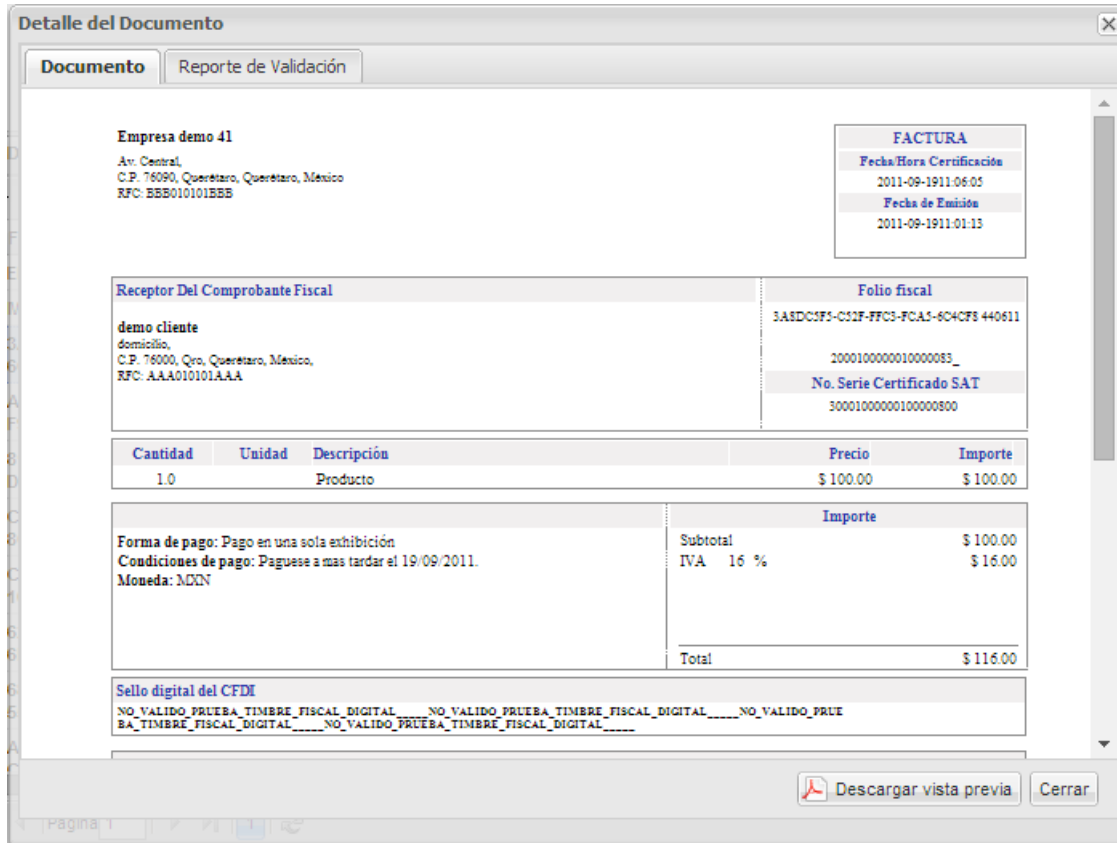 Detalle del Documento
Documento
Reporte de Validación
Empresa demo 41
Av. Central,
C.P. 76090, Querétaro, Querétaro, México
RFC: BBB010101BBB
FACTURA
Fecha/Hora Certificación
2011-09-1911:06:05
Fecha de Emisión
2011-09-1911:01:13
Receptor Del Comprobante Fiscal
demo cliente
domicilio,
C.P. 76000, Qro, Querétaro, México,
RFC: AAA010101AAA
Folio fiscal
3A8DC5F5-C52F-FFC3-FCA5-6C4CF8 440611
2000100000010000083_
No. Serie Certificado SAT
30001000000100000800
Cantidad Unidad Descripción Precio Importe
1.0 Producto $ 100.00 $ 100.00
Forma de pago: Pago en una sola exhibición
Condiciones de pago: Paguese a mas tardar el 19/09/2011.
Moneda: MXN
Importe
Subtotal $ 100.00
IVA 16 % $ 16.00
Total $ 116.00
Sello digital del CFDI
NO_VALIDO_PRUEBA_TIMBRE_FISCAL_DIGITAL_____NO_VALIDO_PRUEBA_TIMBRE_FISCAL_DIGITAL_____NO_VALIDO_PRUE
BA_TIMBRE_FISCAL_DIGITAL_____NO_VALIDO_PRUEBA_TIMBRE_FISCAL_DIGITAL_____
Descargar vista previa
Cerrar
Página 1
1